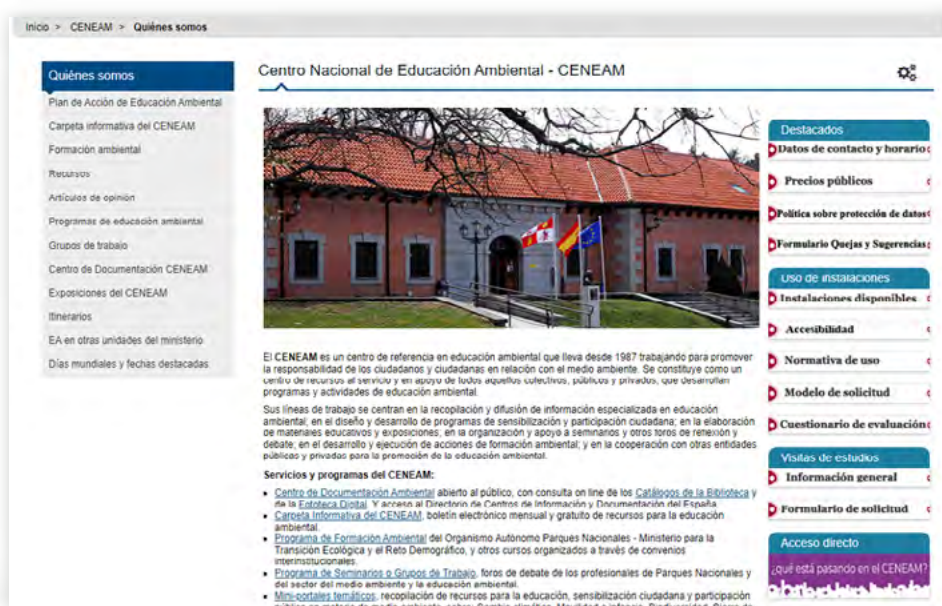 Inicio > CENEAM > Quiénes somos
Quiénes somos
Plan de Acción de Educación Ambiental
Carpeta informativa del CENEAM
Formación ambiental
Recursos
Artículos de opinión
Programas de educación ambiental
Grupos de trabajo
Centro de Documentación CENEAM
Exposiciones del CENEAM
Itinerarios
EA en otras unidades del ministerio
Días mundiales y fechas destacadas
Centro Nacional de Educación Ambiental - CENEAM
El CENEAM es un centro de referencia en educación ambiental que lleva desde 1987 trabajando para promover
la responsabilidad de los ciudadanos y ciudadanas en relación con el medio ambiente. Se constituye como un
centro de recursos al servicio y en apoyo de todos aquellos colectivos, públicos y privados, que desarrollan
programas y actividades de educación ambiental.
Sus líneas de trabajo se centran en la recopilación y difusión de información especializada en educación
ambiental; en el diseño y desarrollo de programas de sensibilización y participación ciudadana; en la elaboración
de materiales educativos y exposiciones; en la organización y apoyo a seminarios y otros foros de reflexión y
debate; en el desarrollo y ejecución de acciones de formación ambiental; y en la cooperación con otras entidades
públicas y privadas para la promoción de la educación ambiental.
Servicios y programas del CENEAM:
Centro de Documentación Ambiental abierto al público, con consulta on line de los Catálogos de la Biblioteca y
de la Fototeca Digital. Y acceso al Directorio de Centros de Información y Documentación del España.
Carpeta Informativa del CENEAM, boletín electrónico mensual y gratuito de recursos para la educación
ambiental.
Programa de Formación Ambiental del Organismo Autónomo Parques Nacionales - Ministerio para la
Transición Ecológica y el Reto Demográfico, y otros cursos organizados a través de convenios
interinstitucionales.
Programa de Seminarios o Grupos de Trabajo, foros de debate de los profesionales de Parques Nacionales y
del sector del medio ambiente y la educación ambiental.
Mini-portales temáticos, recopilación de recursos para la educación, sensibilización ciudadana y participación
Destacados
Datos de contacto y horario
Precios públicos
Política sobre protección de datos
Formulario Quejas y Sugerencias
Uso de instalaciones
Instalaciones disponibles
Accesibilidad
Normativa de uso
Modelo de solicitud
Cuestionario de evaluación
Visitas de estudios
Información general
Formulario de solicitud
Acceso directo
¿qué está pasando en el CENEAM?